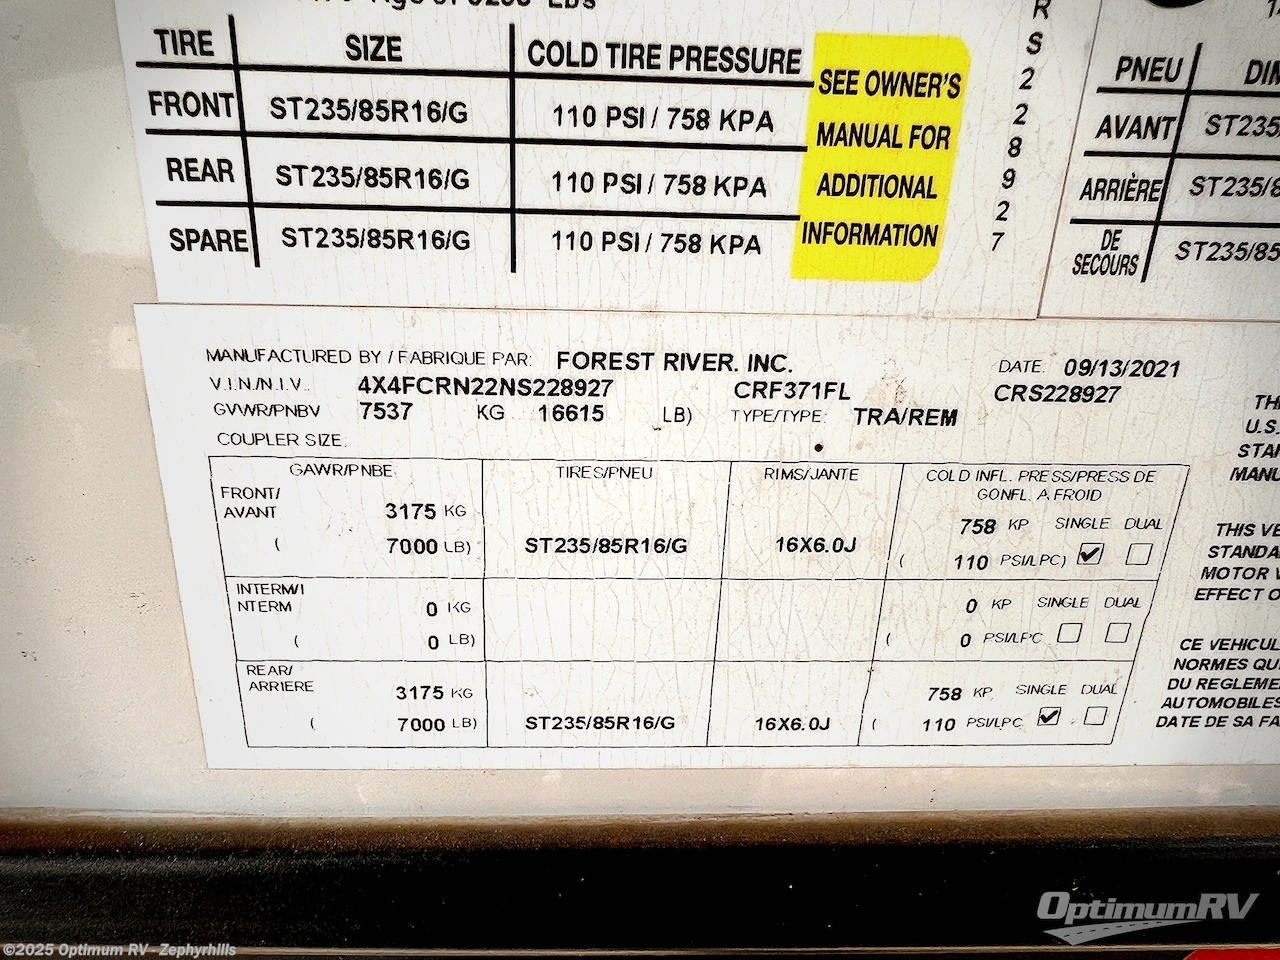 TIRE SIZE COLD TIRE PRESSURE
FRONT ST235/85R16/G 110 PSI / 758 KPA
REAR ST235/85R16/G 110 PSI / 758 KPA
SPARE ST235/85R16/G 110 PSI / 758 KPA
SEE OWNER'S
MANUAL FOR
ADDITIONAL
INFORMATION
R
S
2
2
8
9
2
7
PNEU
AVANT ST235
ARRIÈRE ST235/8
DE
SECOURS ST235/85
MANUFACTURED BY / FABRIQUE PAR: FOREST RIVER. INC. DATE. 09/13/2021
V.I.N/N.I.V.. 4X4FCRN22NS228927 CRF371FL CRS228927
GVWR/PNBV 7537 KG 16615 LB) TYPE/TYPE: TRA/REM
COUPLER SIZE:
GAWR/PNBE TIRES/PNEU RIMS/JANTE COLD INFL. PRESS/PRESS DE
GONFL. A FROID
FRONT/
AVANT 3175 KG 758 KP SINGLE DUAL
( 7000 LB) ST235/85R16/G 16X6.0J ( 110 PSI/LPC)
INTERM/I
NTERM 0 KG 0 KP SINGLE DUAL
( 0 LB) ( 0 PSI/LPC
REAR/
ARRIERE 3175 KG 758 KP SINGLE DUAL
( 7000 LB) ST235/85R16/G 16X6.0J ( 110 PSI/LPC
U.S.
STAN
MANU
THIS VE
STANDA
MOTOR V
EFFECT O
CE VEHICUL
NORMES QU
DU REGLEME
AUTOMOBILES
DATE DE SA FA
OptimumRV
©2025 Optimum RV - Zephyrhills